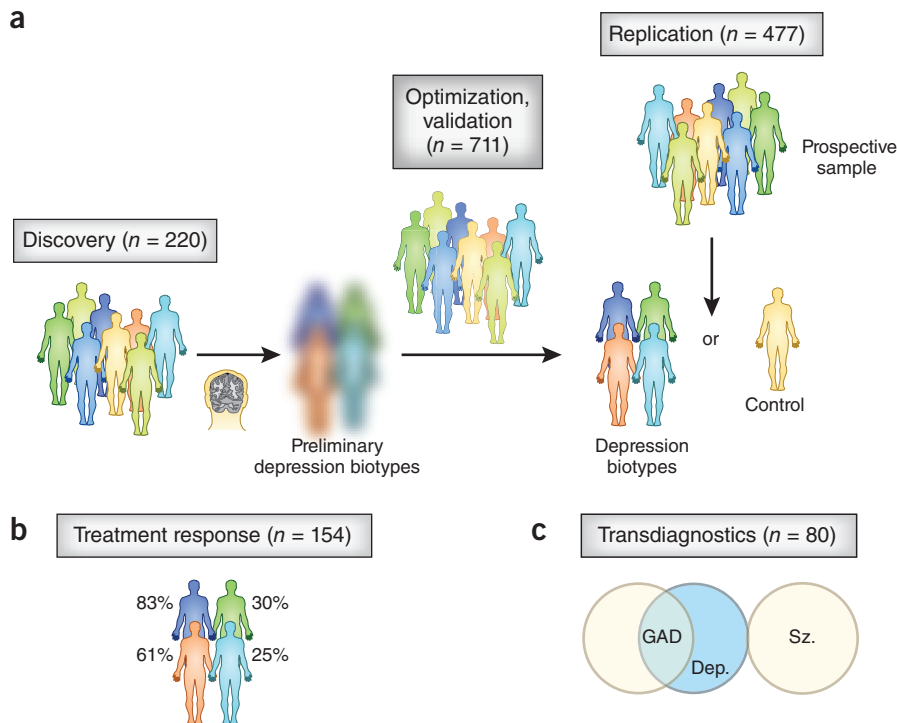 a
Discovery (n = 220)
Preliminary
depression biotypes
Optimization,
validation
(n = 711)
Replication (n = 477)
Prospective
sample
or
Control
Depression
biotypes
b
Treatment response (n = 154)
83%
30%
61%
25%
c
Transdiagnostics (n = 80)
GAD
Dep.
Sz.